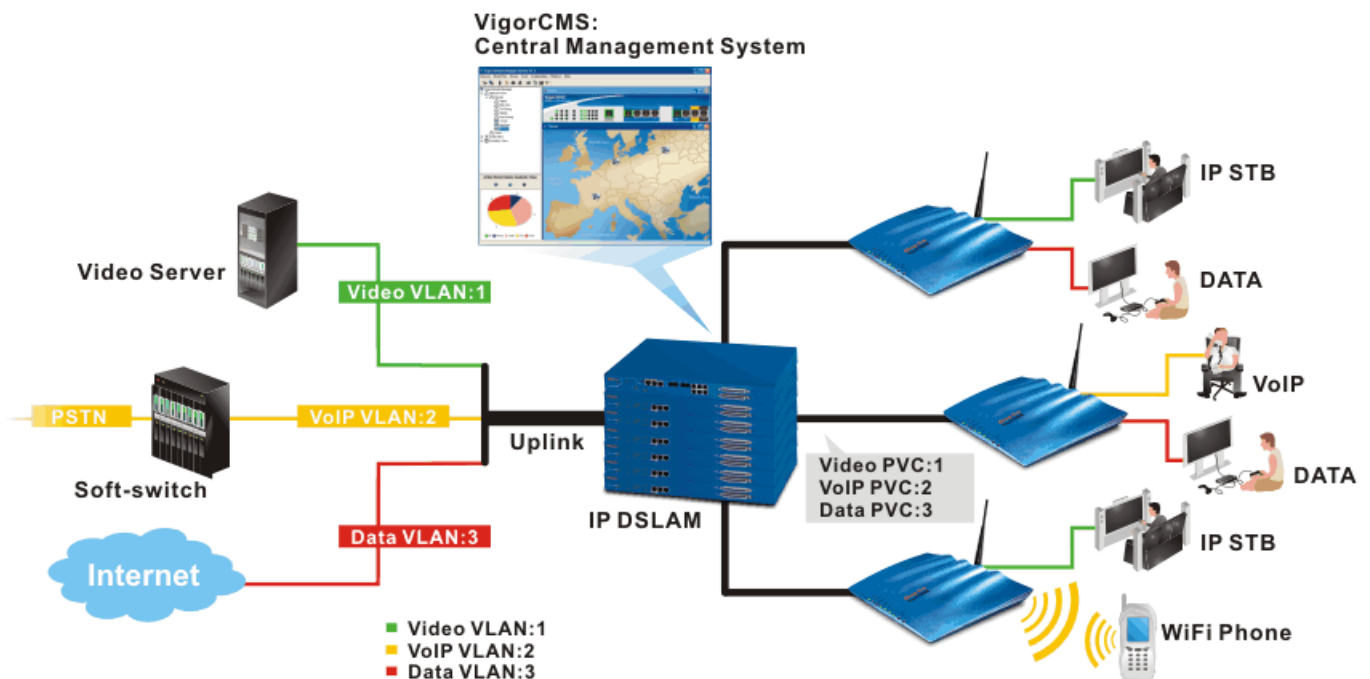 VigorCMS:
Central Management System
IP STB
Video Server
Video VLAN:1
DATA
PSTN
VoIP VLAN:2
VoIP
Uplink
Video PVC:1
VoIP PVC:2
Data PVC:3
Soft-switch
IP DSLAM
DATA
Data VLAN:3
IP STB
Internet
Video VLAN:1
VoIP VLAN:2
Data VLAN:3
WiFi Phone